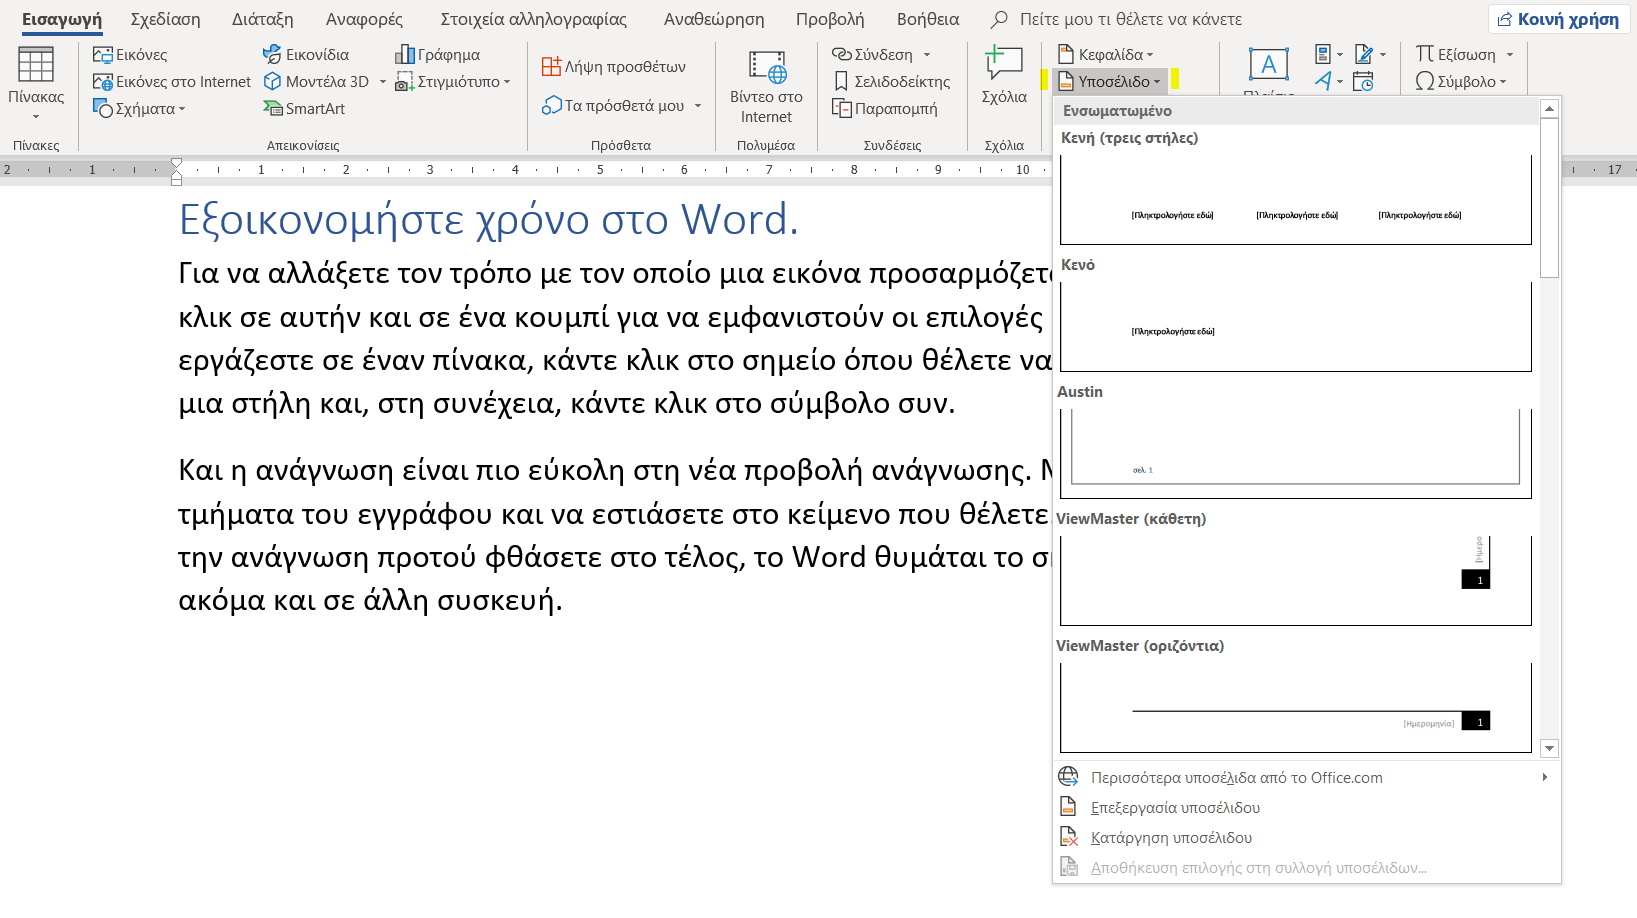 Εισαγωγή Σχεδίαση Διάταξη Αναφορές Στοιχεία αλληλογραφίας Αναθεώρηση Προβολή Βοήθεια Πείτε μου τι θέλετε να κάνετε Κοινή χρήση
Πίνακας
Πίνακες
Εικόνες
Εικόνες στο Internet
Σχήματα
Εικονίδια
Μοντέλα 3D
SmartArt
Γράφημα
Στιγμιότυπο
Απεικονίσεις
Λήψη προσθέτων
Τα πρόσθετά μου
Πρόσθετα
Βίντεο στο
Internet
Πολυμέσα
Σύνδεση
Σελιδοδείκτης
Παραπομπή
Συνδέσεις
Σχόλια
Σχόλια
Κεφαλίδα
Υποσέλιδο
A
Εξίσωση
Σύμβολο
2 1 1 2 3 4 5 6 7 8 9 10 17
Εξοικονομήστε χρόνο στο Word.
Για να αλλάξετε τον τρόπο με τον οποίο μια εικόνα προσαρμόζετα
κλικ σε αυτήν και σε ένα κουμπί για να εμφανιστούν οι επιλογές
εργάζεστε σε έναν πίνακα, κάντε κλικ στο σημείο όπου θέλετε να
μια στήλη και, στη συνέχεια, κάντε κλικ στο σύμβολο συν.
Και η ανάγνωση είναι πιο εύκολη στη νέα προβολή ανάγνωσης.
τμήματα του εγγράφου και να εστιάσετε στο κείμενο που θέλετε.
την ανάγνωση προτού φθάσετε στο τέλος, το Word θυμάται το
ακόμα και σε άλλη συσκευή.
Ενσωματωμένο
Κενή (τρεις στήλες)
[Πληκτρολογήστε εδώ] [Πληκτρολογήστε εδώ] [Πληκτρολογήστε εδώ]
Κενό
[Πληκτρολογήστε εδώ]
Austin
σελ. 1
ViewMaster (κάθετη)
[Ημερο
1
ViewMaster (οριζόντια)
[Ημερομηνία] 1
Περισσότερα υποσέλιδα από το Office.com
Επεξεργασία υποσέλιδου
Κατάργηση υποσέλιδου
Αποθήκευση επιλογής στη συλλογή υποσέλιδων...